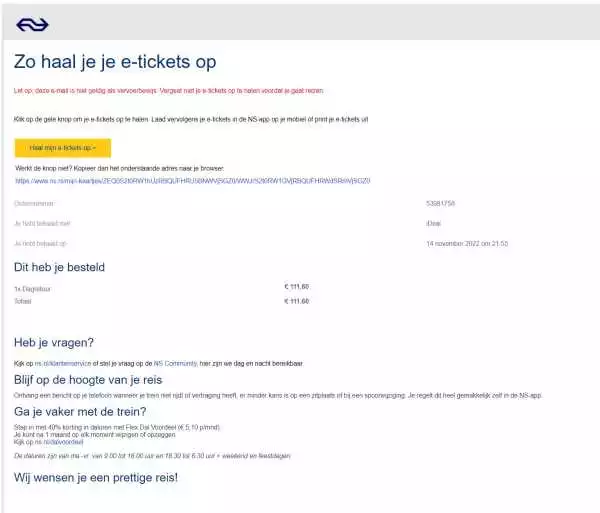 Zo haal je je e-tickets op
Let op: deze e-mail is niet geldig als vervoerbewijs. Vergeet niet je e-tickets op te halen voordat je gaat reizen.
Klik op de gele knop om je e-tickets op te halen. Laad vervolgens je e-tickets in de NS-app op je mobiel of print je e-tickets uit
Haal mijn e-tickets op
Werkt de knop niet? Kopieer dan het onderstaande adres naar je browser:
Ordernummer 53981758
Je hebt betaald met iDeal
Je hebt betaald op 14 november 2022 om 21:53
Dit heb je besteld
1x Dagretour € 111,60
Totaal € 111,60
Heb je vragen?
Kijk op ns.nl/klantenservice of stel je vraag op de NS Community, hier zijn we dag en nacht bereikbaar
Blijf op de hoogte van je reis
Ontvang een bericht op je telefoon wanneer je trein niet rijdt of vertraging heeft, er minder kans is op een zitplaats of bij een spoorwijziging. Je regelt dit heel gemakkelijk zelf in de NS-app.
Ga je vaker met de trein?
Stap in met 40% korting in daluren met Flex Dal Voordeel (€ 5,10 p/mnd).
Je kunt na 1 maand op elk moment wijzigen of opzeggen.
Kijk op ns.nl/dalvoordeel
De daluren zijn van ma.-vr. van 9.00 tot 16.00 uur en 18.30 tot 6.30 uur + weekend en feestdagen.
Wij wensen je een prettige reis!